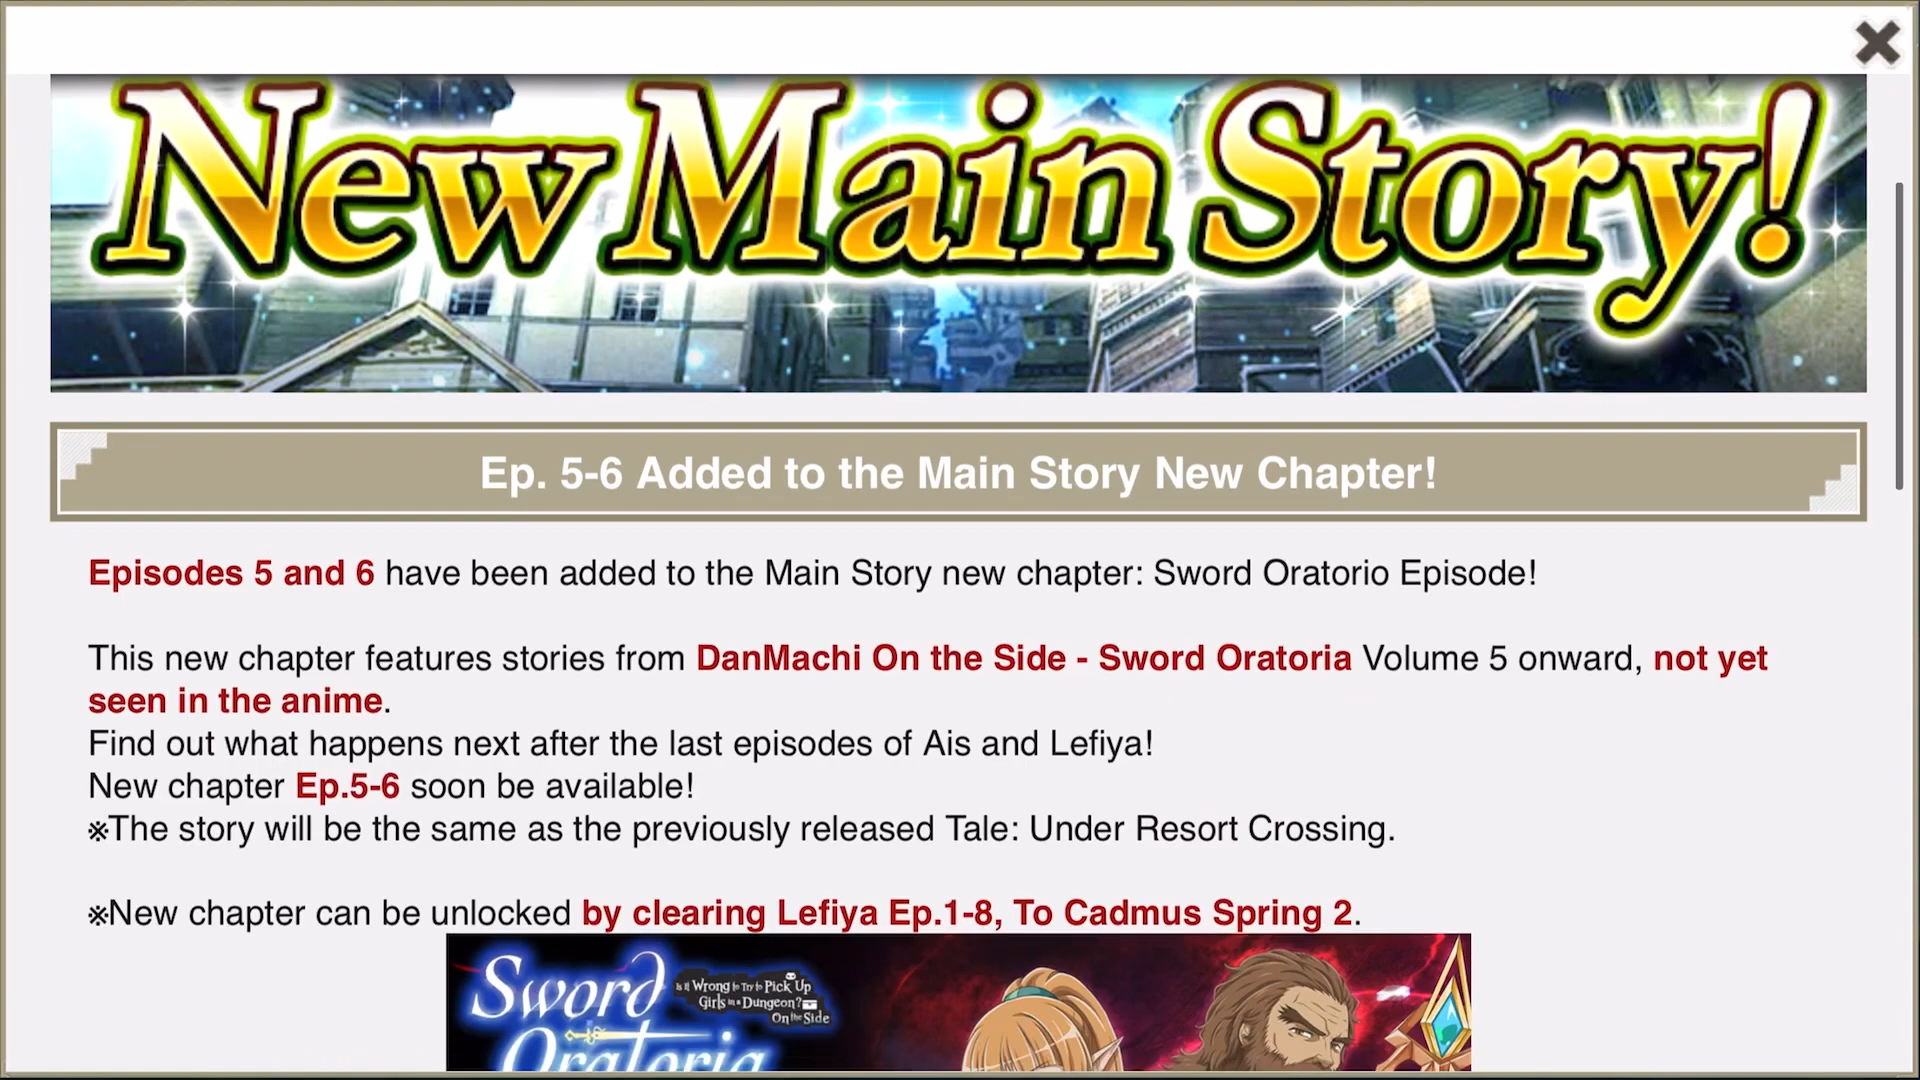 New Main Story!
Ep. 5-6 Added to the Main Story New Chapter!
Episodes 5 and 6 have been added to the Main Story new chapter: Sword Oratorio Episode!
This new chapter features stories from DanMachi On the Side - Sword Oratoria Volume 5 onward, not yet
seen in the anime.
Find out what happens next after the last episodes of Ais and Lefiya!
New chapter Ep.5-6 soon be available!
※The story will be the same as the previously released Tale: Under Resort Crossing.
※New chapter can be unlocked by clearing Lefiya Ep.1-8, To Cadmus Spring 2.
Sword
Is it Wrong to Try to Pick Up
Girls in a Dungeon?
On the Side
Oratoria